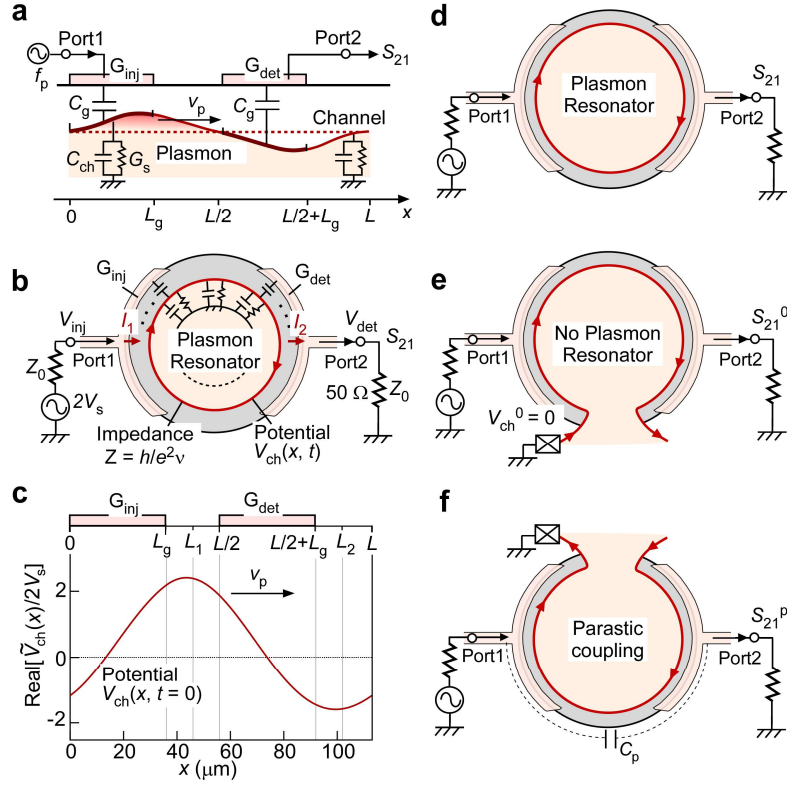 a
Port1
Port2
G_inj
G_det
S_21
f_p
C_g
v_p
C_g
Channel
C_ch
G_s
Plasmon
0
L_g
L/2
L/2+L_g
L
x
b
G_inj
G_det
V_inj
I_1
I_2
V_det
S_21
Port1
Plasmon
Resonator
Port2
Z_0
2V_s
50 Ω
Z_0
Impedance
Z = h/e²ν
Potential
V_ch(x, t)
c
G_inj
G_det
0
L_g
L_1
L/2
L/2+L_g
L_2
L
v_p
Real[Ṽ_ch(x)/2V_s]
2
0
-2
Potential
V_ch(x, t = 0)
0
20
40
60
80
100
x (μm)
d
Plasmon
Resonator
S_21
Port1
Port2
e
No Plasmon
Resonator
S_21^0
Port1
Port2
V_ch^0 = 0
f
Parastic
coupling
S_21^p
Port1
Port2
C_p